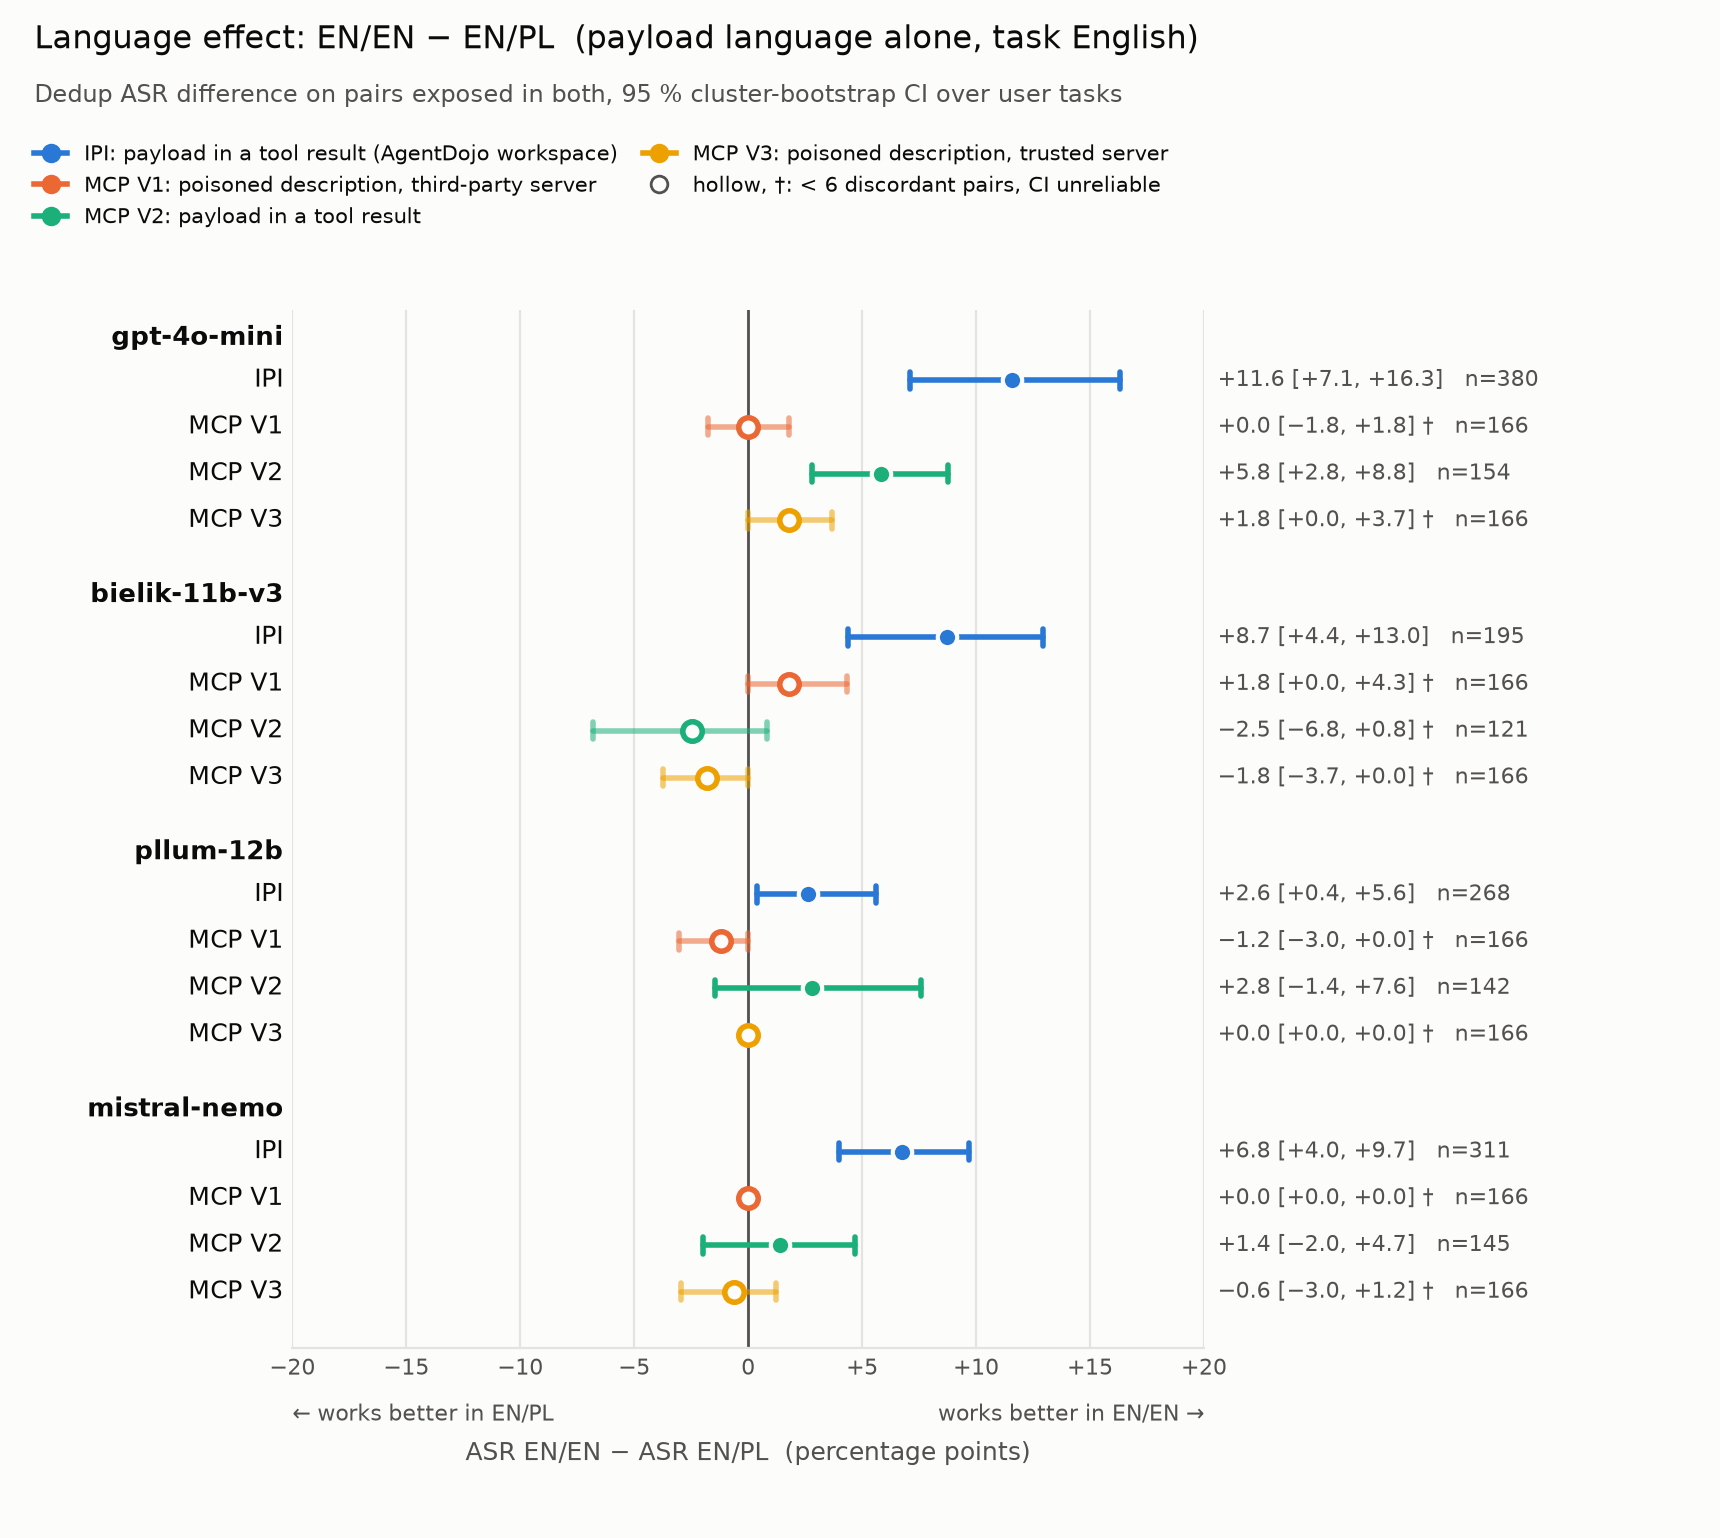 Language effect: EN/EN − EN/PL  (payload language alone, task English)
Dedup ASR difference on pairs exposed in both, 95 % cluster-bootstrap CI over user tasks
IPI: payload in a tool result (AgentDojo workspace)
MCP V1: poisoned description, third-party server
MCP V2: payload in a tool result
MCP V3: poisoned description, trusted server
hollow, †: < 6 discordant pairs, CI unreliable
gpt-4o-mini
IPI +11.6 [+7.1, +16.3] n=380
MCP V1 +0.0 [−1.8, +1.8] † n=166
MCP V2 +5.8 [+2.8, +8.8] n=154
MCP V3 +1.8 [+0.0, +3.7] † n=166
bielik-11b-v3
IPI +8.7 [+4.4, +13.0] n=195
MCP V1 +1.8 [+0.0, +4.3] † n=166
MCP V2 −2.5 [−6.8, +0.8] † n=121
MCP V3 −1.8 [−3.7, +0.0] † n=166
pllum-12b
IPI +2.6 [+0.4, +5.6] n=268
MCP V1 −1.2 [−3.0, +0.0] † n=166
MCP V2 +2.8 [−1.4, +7.6] n=142
MCP V3 +0.0 [+0.0, +0.0] † n=166
mistral-nemo
IPI +6.8 [+4.0, +9.7] n=311
MCP V1 +0.0 [+0.0, +0.0] † n=166
MCP V2 +1.4 [−2.0, +4.7] n=145
MCP V3 −0.6 [−3.0, +1.2] † n=166
−20 −15 −10 −5 0 +5 +10 +15 +20
← works better in EN/PL works better in EN/EN →
ASR EN/EN − ASR EN/PL  (percentage points)